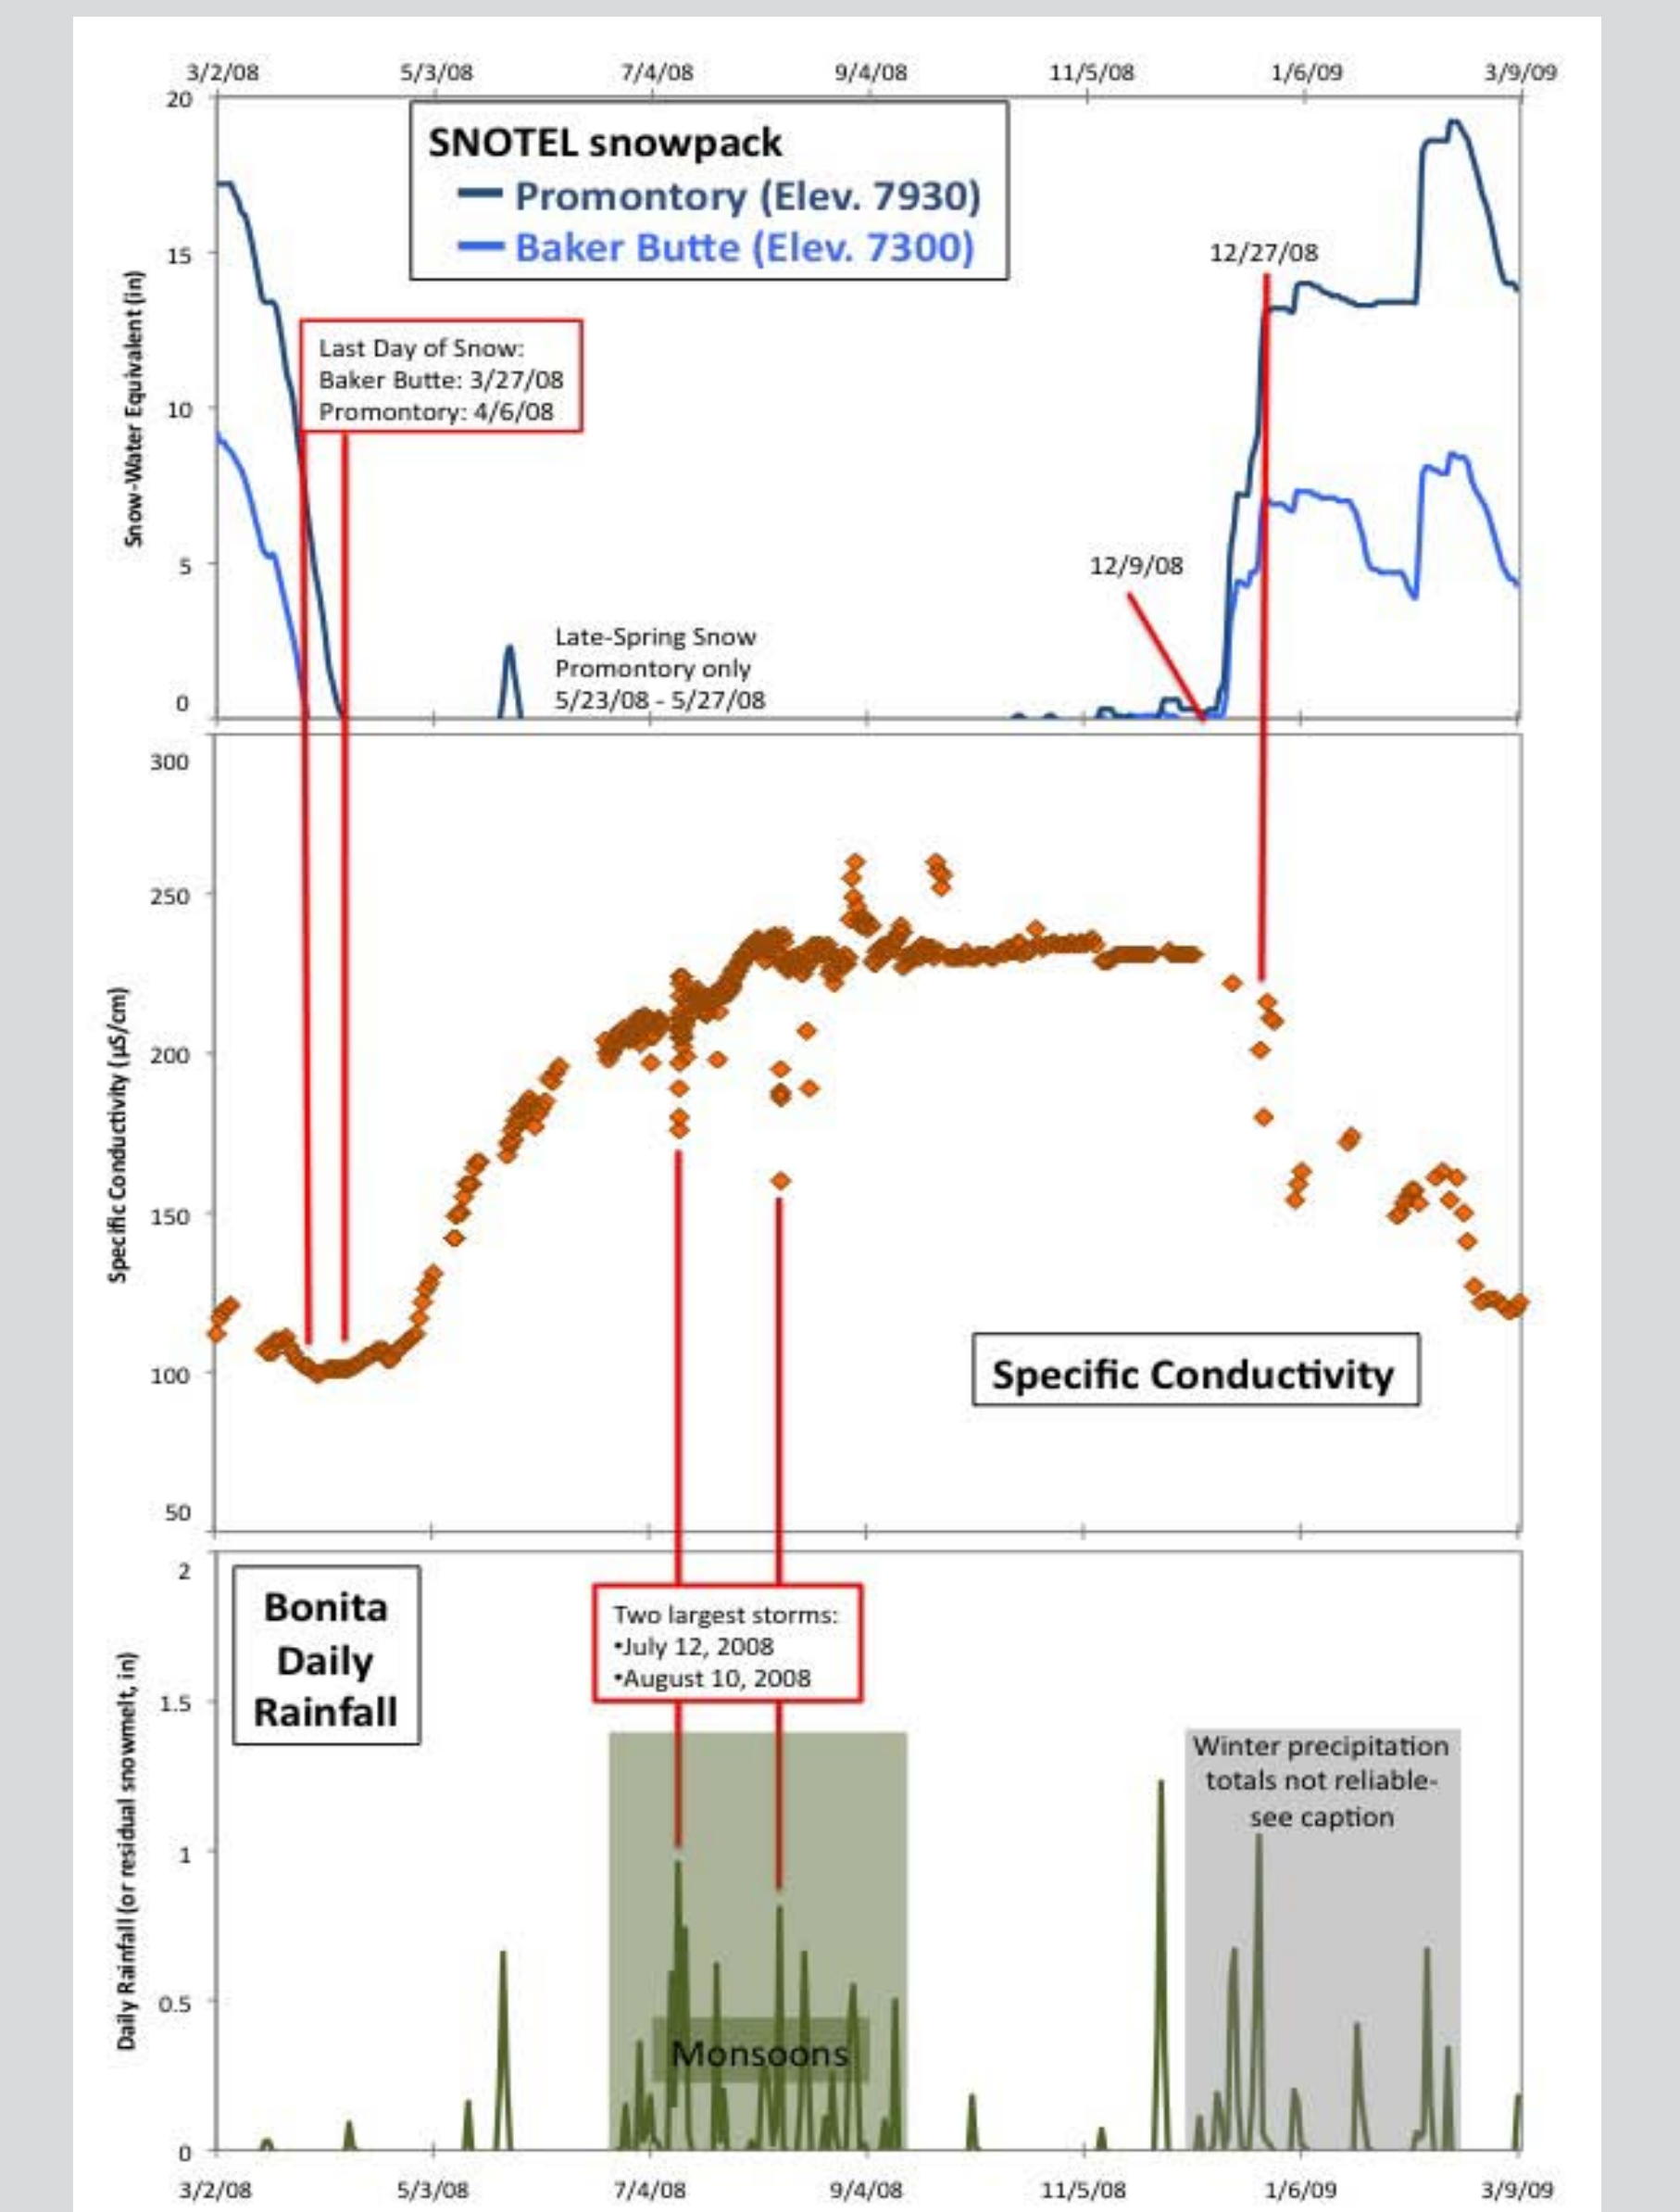 3/2/08 5/3/08 7/4/08 9/4/08 11/5/08 1/6/09 3/9/09
20
SNOTEL snowpack
Promontory (Elev. 7930)
Baker Butte (Elev. 7300)
15
12/27/08
Last Day of Snow:
Baker Butte: 3/27/08
Promontory: 4/6/08
10
Snow-Water Equivalent (in)
5
12/9/08
Late-Spring Snow
Promontory only
5/23/08 - 5/27/08
0
300
250
200
Specific Conductivity (µS/cm)
150
100
Specific Conductivity
50
2
Bonita
Daily
Rainfall
Two largest storms:
•July 12, 2008
•August 10, 2008
1.5
Winter precipitation
totals not reliable-
see caption
Daily Rainfall (or residual snowmelt, in)
1
0.5
Monsoons
0
3/2/08 5/3/08 7/4/08 9/4/08 11/5/08 1/6/09 3/9/09